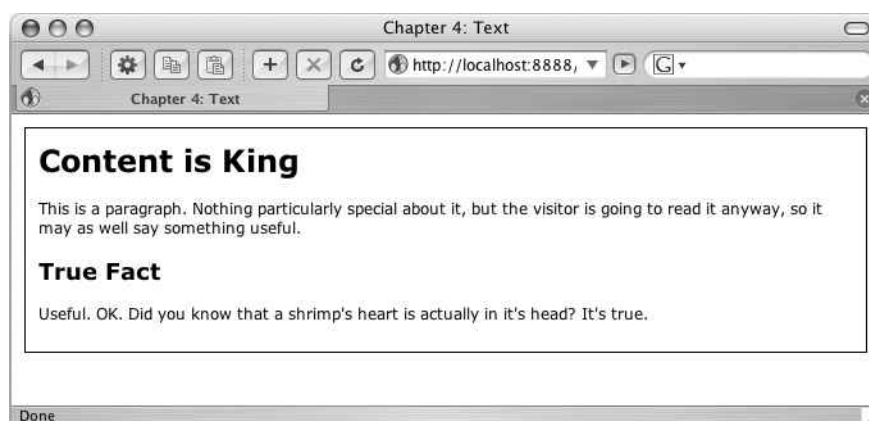 Chapter 4: Text
http://localhost:8888,
G
Chapter 4: Text
Content is King
This is a paragraph. Nothing particularly special about it, but the visitor is going to read it anyway, so it
may as well say something useful.
True Fact
Useful. OK. Did you know that a shrimp's heart is actually in it's head? It's true.
Done